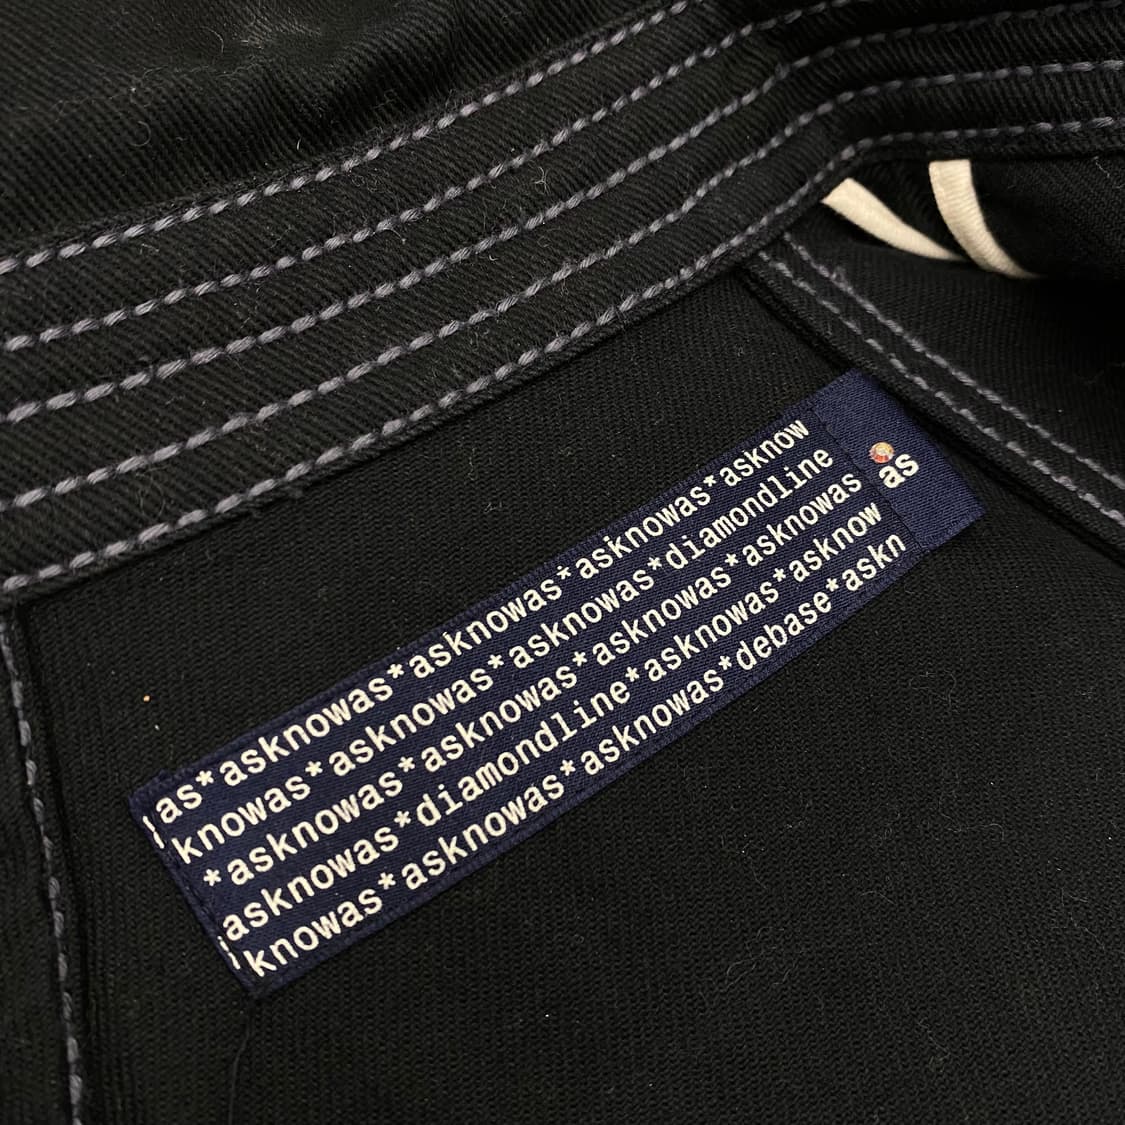 as*asknowas*asknowas*asknowas*asknow
knowas*asknowas*asknowas*diamondline
*asknowas*asknowas*asknowas*asknowas
asknowas*diamondline*asknowas*asknow
knowas*asknowas*asknowas*debase*askn
as